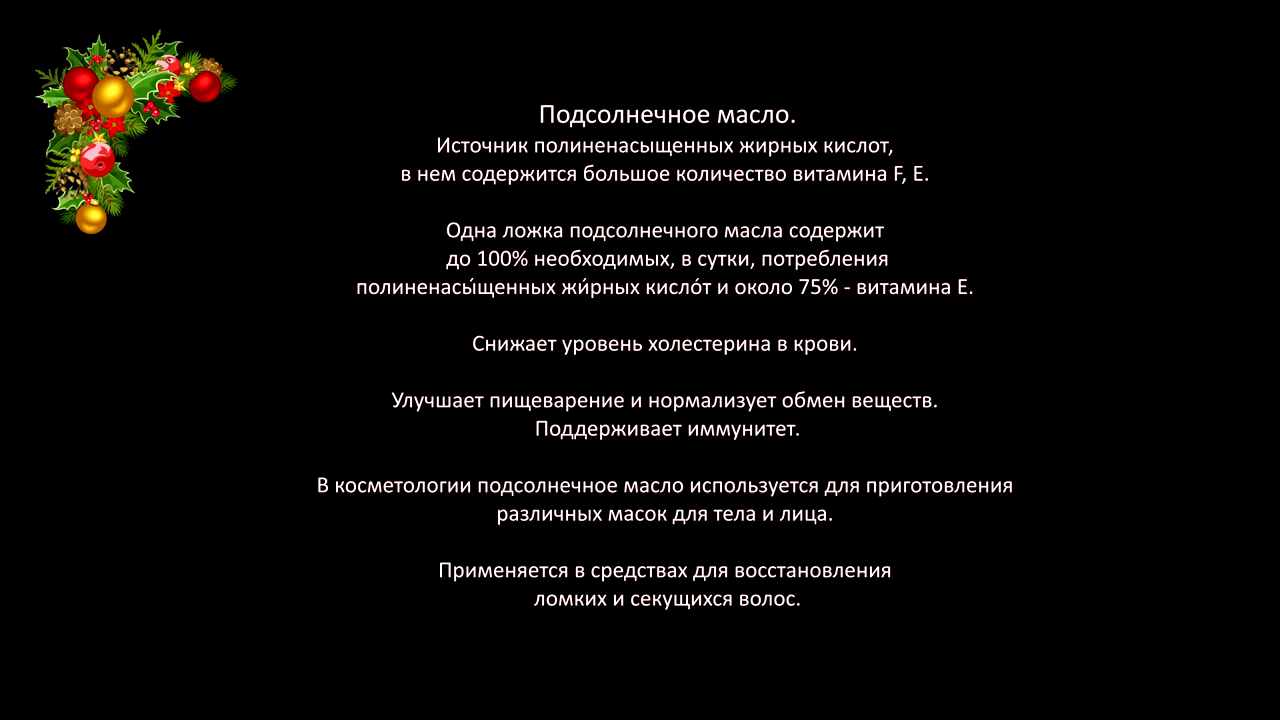 Подсолнечное масло.
Источник полиненасыщенных жирных кислот,
в нем содержится большое количество витамина F, E.
Одна ложка подсолнечного масла содержит
до 100% необходимых, в сутки, потребления
полиненасы́щенных жи́рных кисло́т и около 75% - витамина Е.
Снижает уровень холестерина в крови.
Улучшает пищеварение и нормализует обмен веществ.
Поддерживает иммунитет.
В косметологии подсолнечное масло используется для приготовления
различных масок для тела и лица.
Применяется в средствах для восстановления
ломких и секущихся волос.